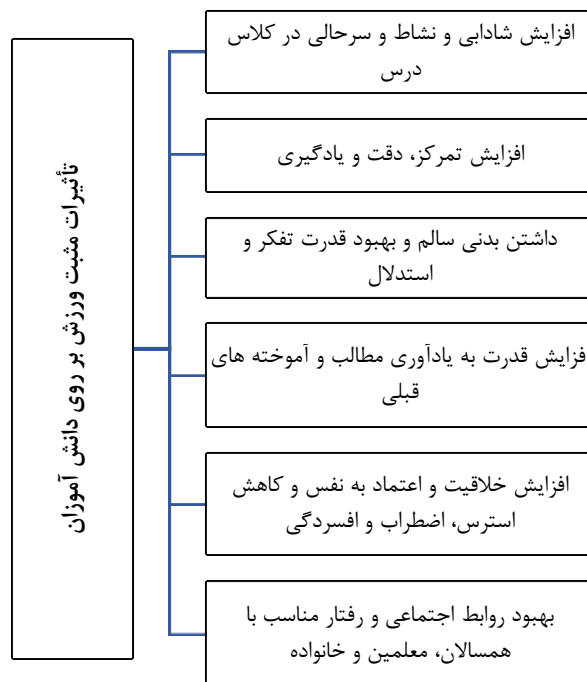 تأثیرات مثبت ورزش بر روی دانش آموزان
افزایش شادابی و نشاط و سرحالی در کلاس
درس
افزایش تمرکز، دقت و یادگیری
داشتن بدنی سالم و بهبود قدرت تفکر و
استدلال
فزایش قدرت به یادآوری مطالب و آموخته های
قبلی
افزایش خلاقیت و اعتماد به نفس و کاهش
استرس، اضطراب و افسردگی
بهبود روابط اجتماعی و رفتار مناسب با
همسالان، معلمین و خانواده